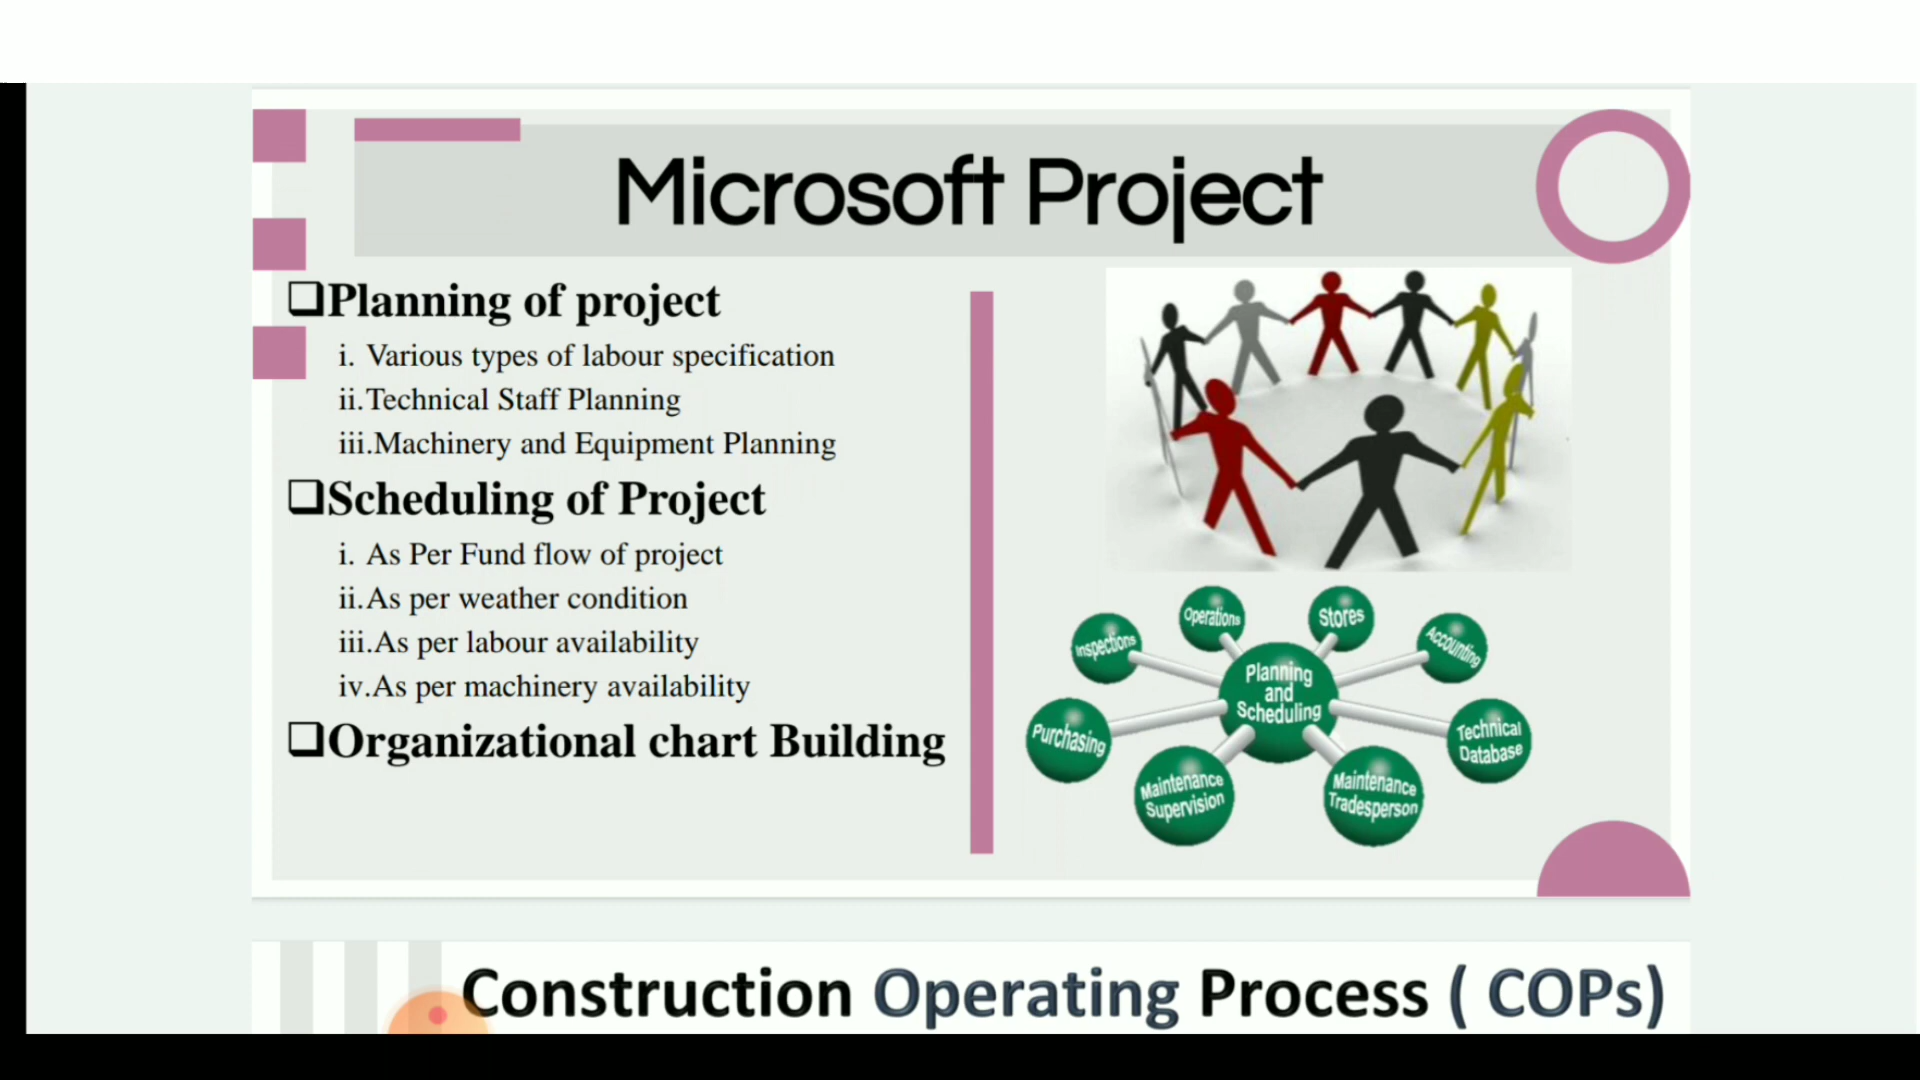 Microsoft Project
❑Planning of project
i. Various types of labour specification
ii.Technical Staff Planning
iii.Machinery and Equipment Planning
❑Scheduling of Project
i. As Per Fund flow of project
ii.As per weather condition
iii.As per labour availability
iv.As per machinery availability
❑Organizational chart Building
Operations
Stores
Inspections
Accounting
Planning
and
Scheduling
Purchasing
Technical
Database
Maintenance
Supervision
Maintenance
Tradesperson
Construction Operating Process ( COPs)